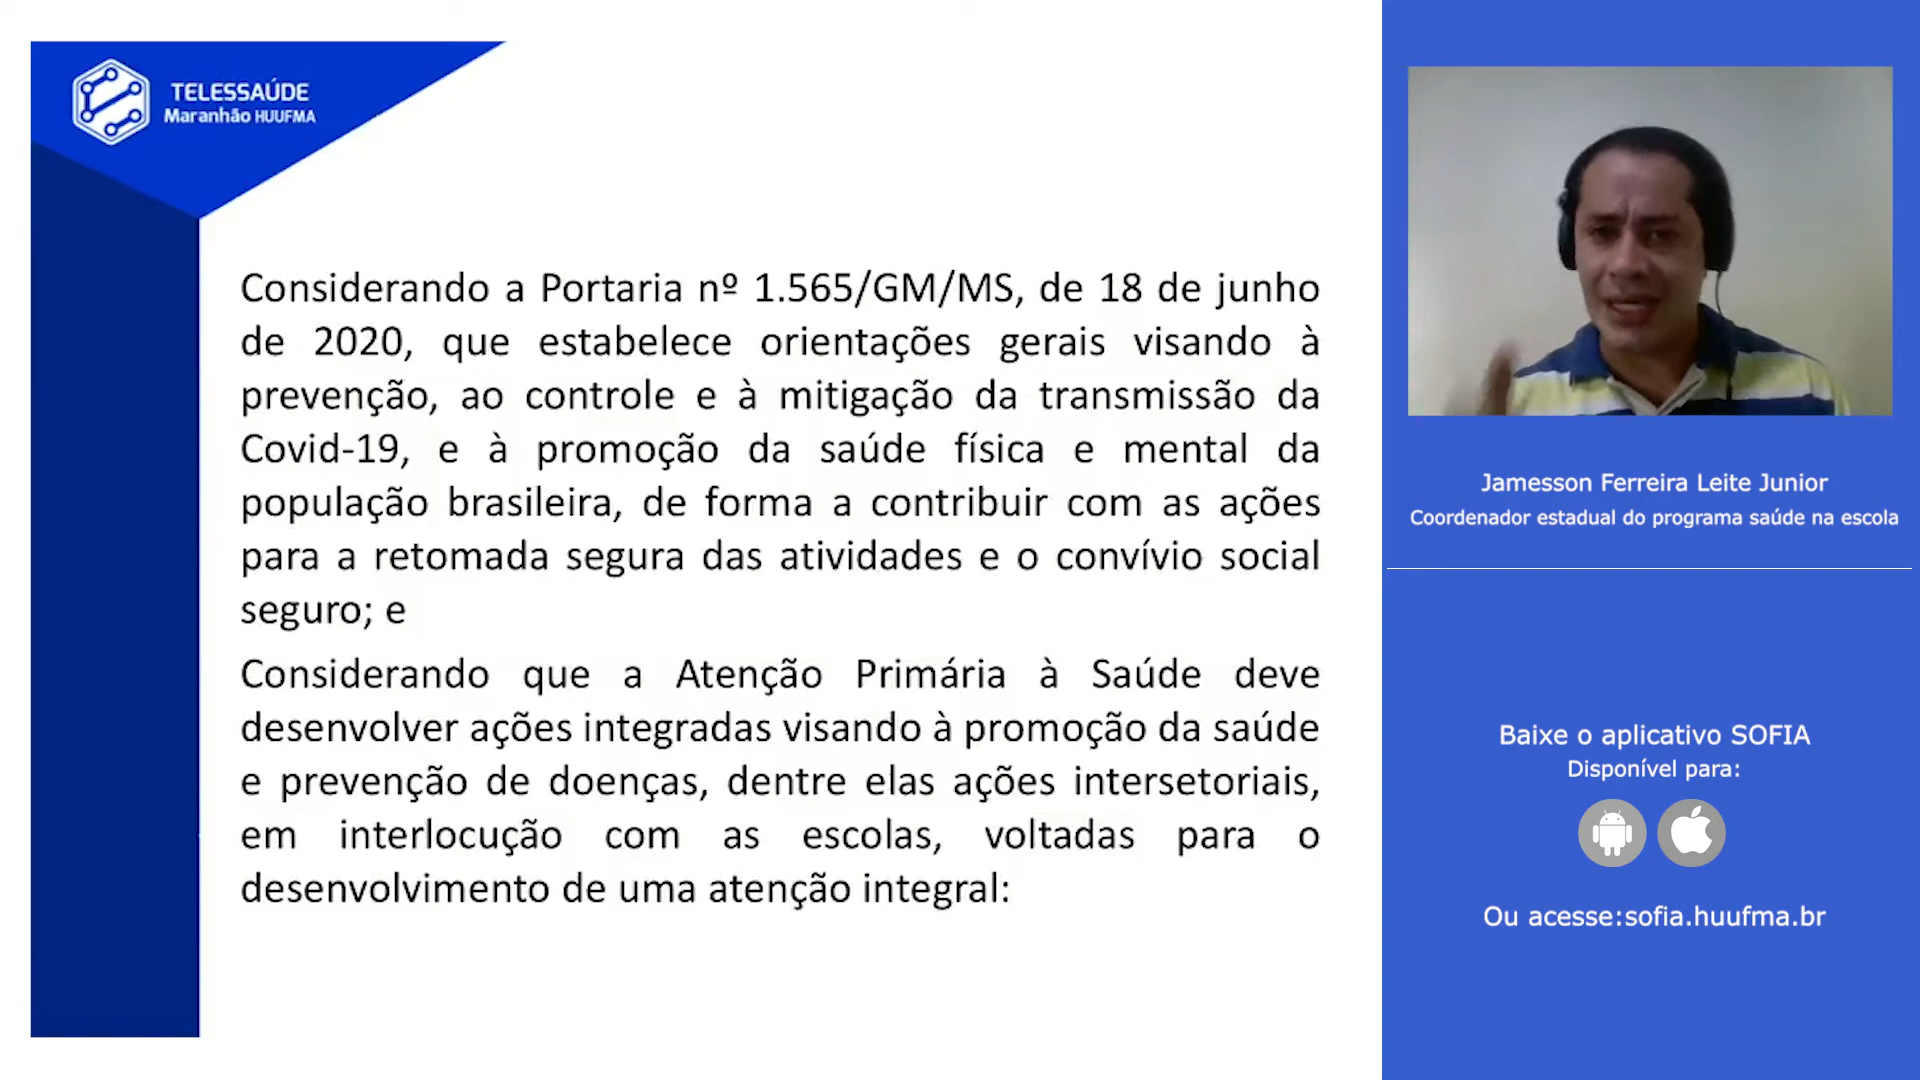 TELESSAÚDE
Maranhão HUUFMA
Considerando a Portaria nº 1.565/GM/MS, de 18 de junho
de 2020, que estabelece orientações gerais visando à
prevenção, ao controle e à mitigação da transmissão da
Covid-19, e à promoção da saúde física e mental da
população brasileira, de forma a contribuir com as ações
para a retomada segura das atividades e o convívio social
seguro; e
Considerando que a Atenção Primária à Saúde deve
desenvolver ações integradas visando à promoção da saúde
e prevenção de doenças, dentre elas ações intersetoriais,
em interlocução com as escolas, voltadas para o
desenvolvimento de uma atenção integral:
Jamesson Ferreira Leite Junior
Coordenador estadual do programa saúde na escola
Baixe o aplicativo SOFIA
Disponível para:
Ou acesse:sofia.huufma.br